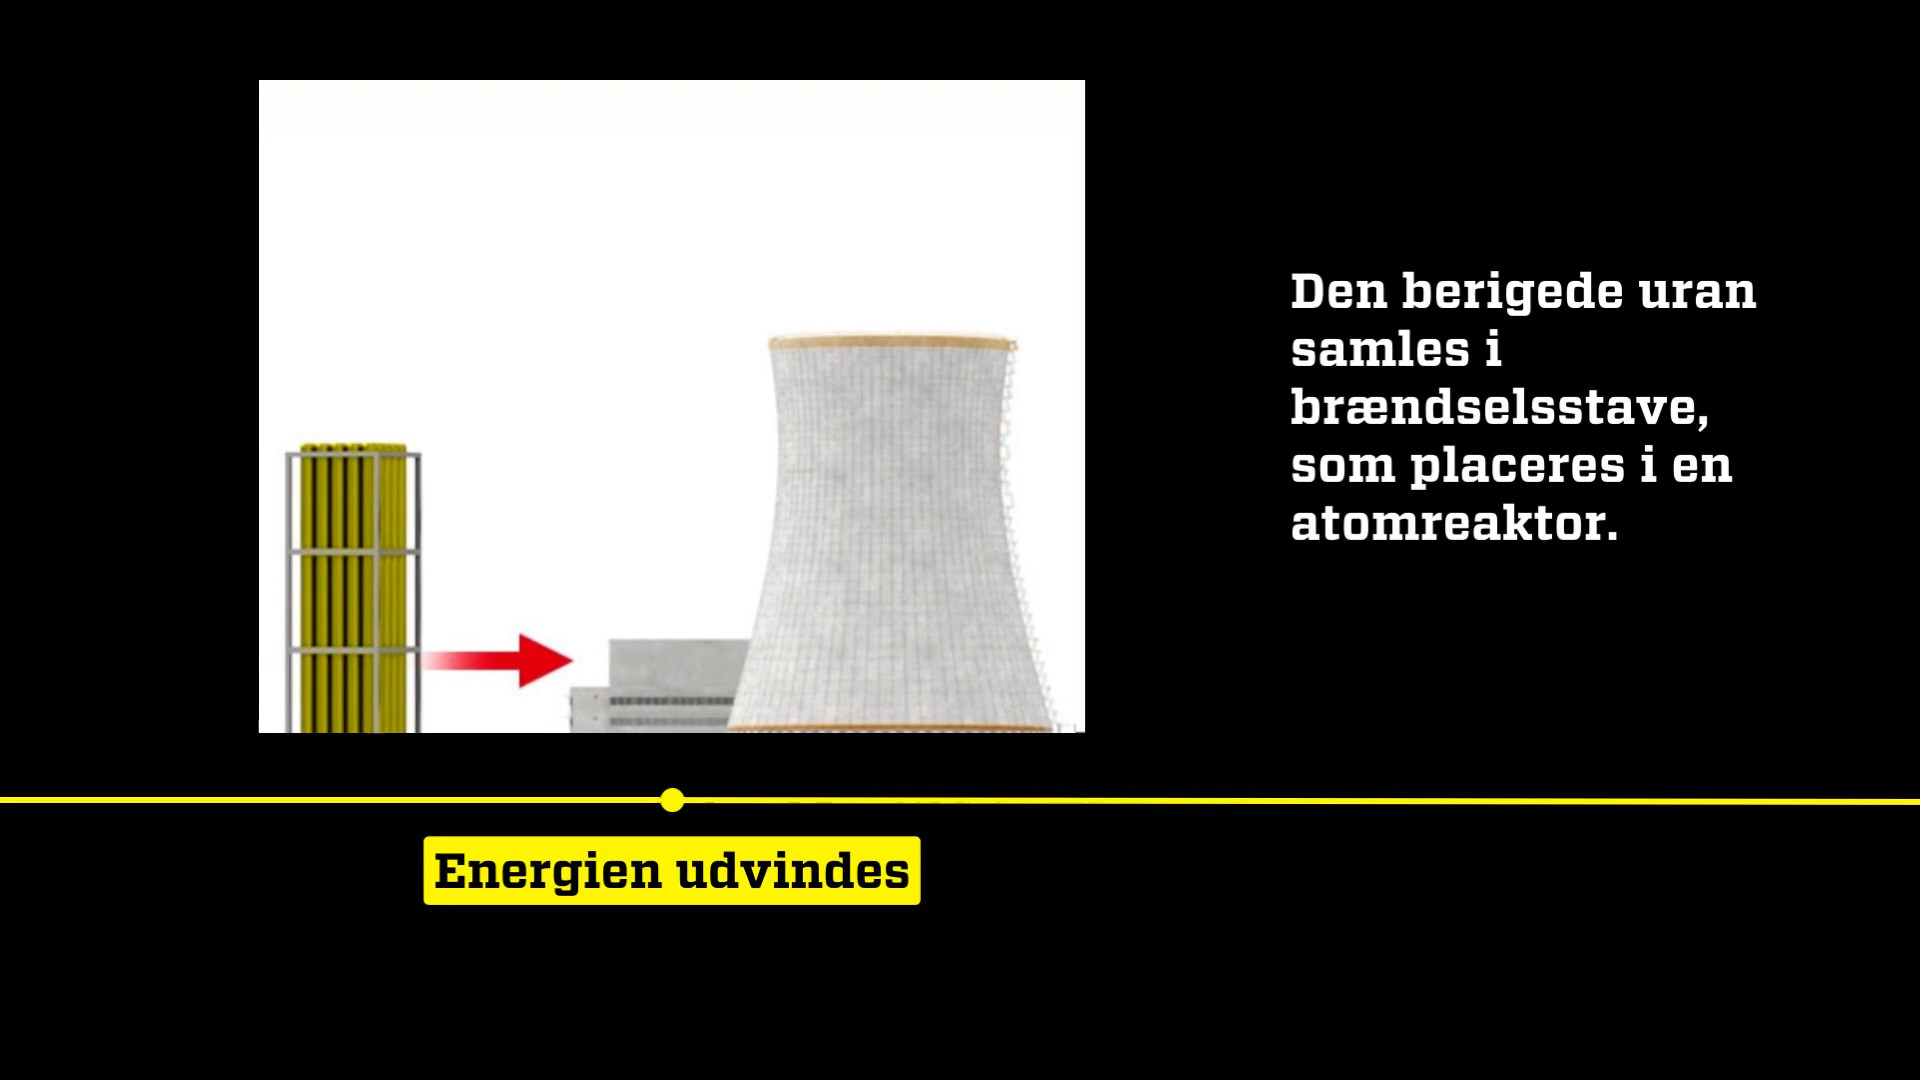 Den berigede uran
samles i
brændselsstave,
som placeres i en
atomreaktor.
Energien udvindes